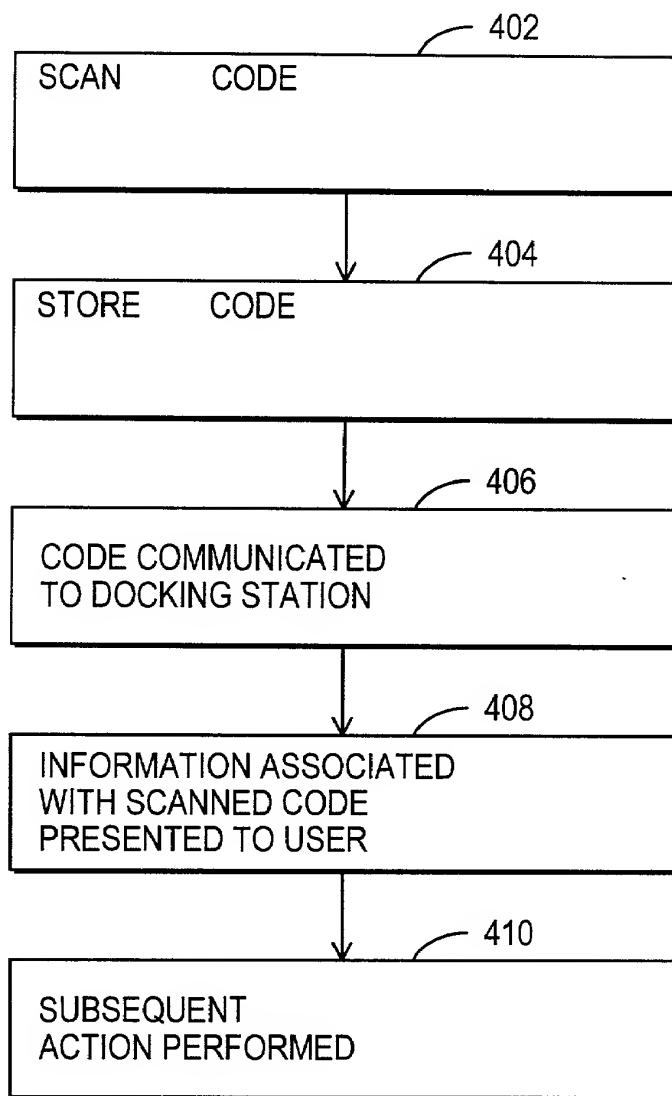 402
SCAN CODE
404
STORE CODE
406
CODE COMMUNICATED
TO DOCKING STATION
408
INFORMATION ASSOCIATED
WITH SCANNED CODE
PRESENTED TO USER
410
SUBSEQUENT
ACTION PERFORMED